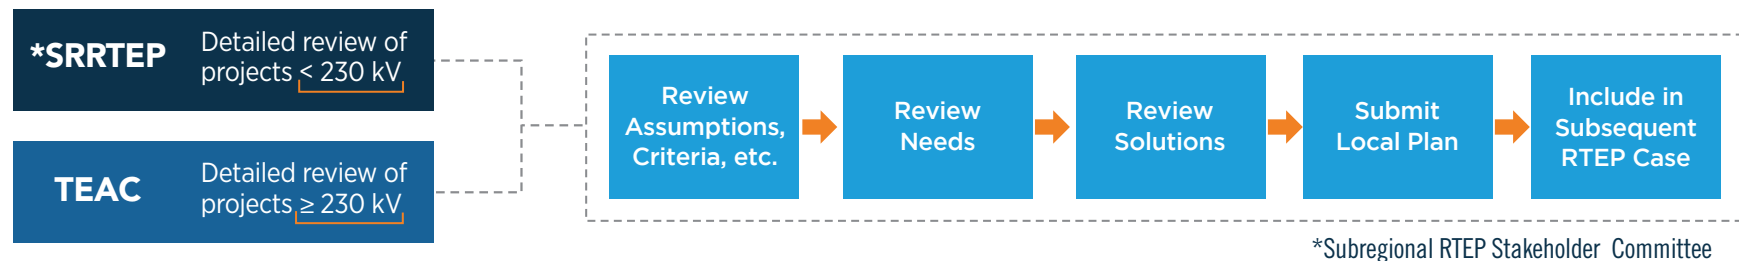 *SRRTEP
Detailed review of
projects < 230 kV
TEAC
Detailed review of
projects ≥ 230 kV
Review
Assumptions,
Criteria, etc.
Review
Needs
Review
Solutions
Submit
Local Plan
Include in
Subsequent
RTEP Case
*Subregional RTEP Stakeholder Committee